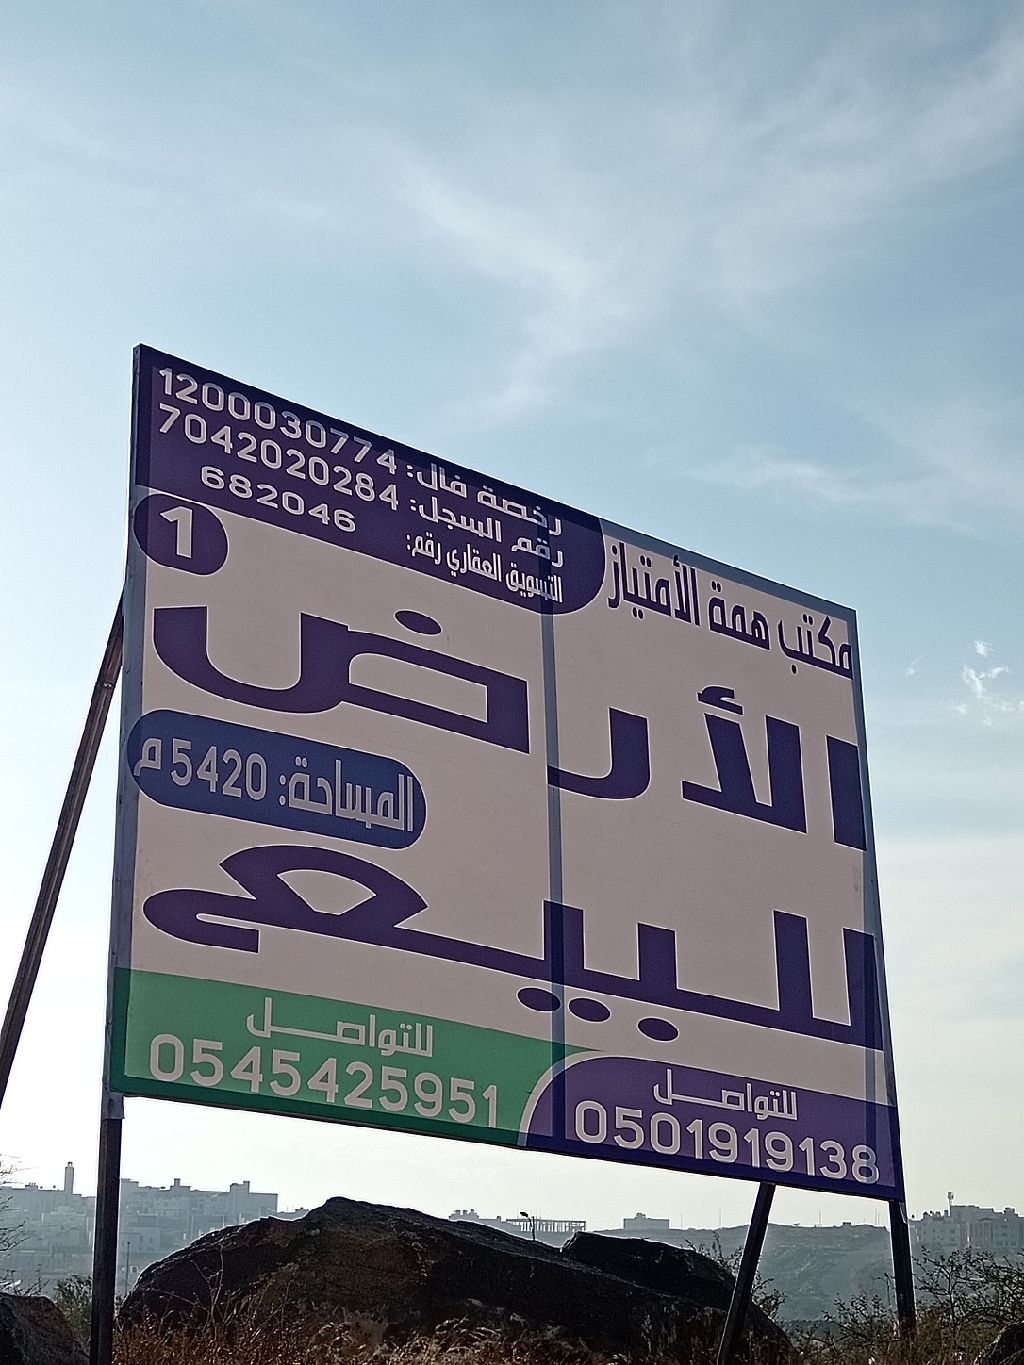 مكتب همة الأمتياز
رخصة فال: 1200030774
رقم السجل: 7042020284
التسويق العقاري رقم: 682046
1
الأرض
المساحة: 5420 م
للبيع
للتواصل
0501919138
للتواصل
0545425951